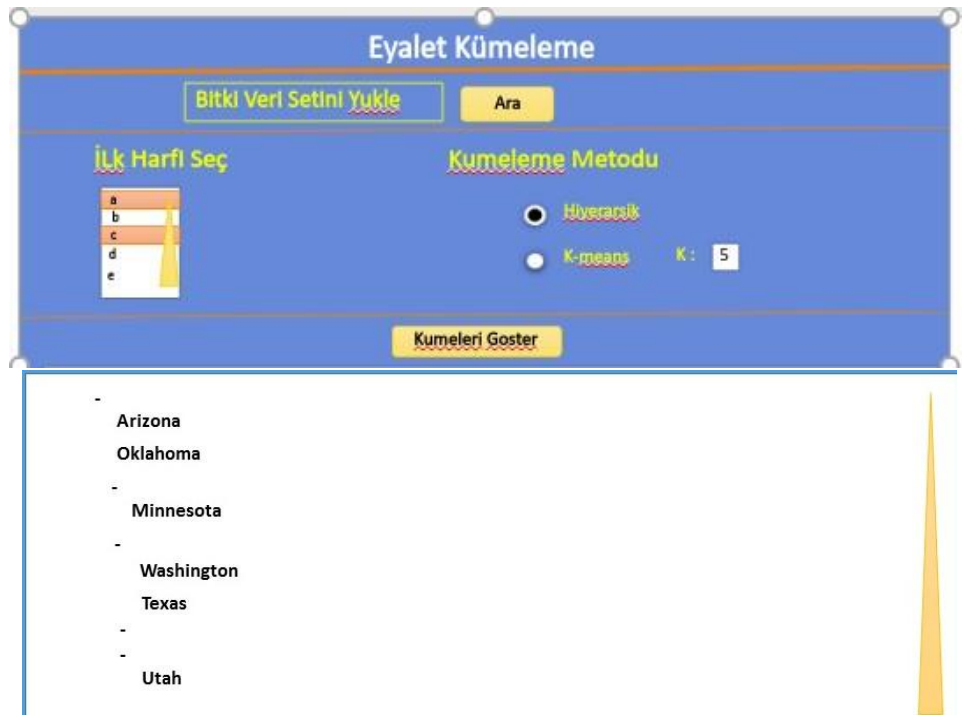 Eyalet Kümeleme
Bitki Veri Setini Yukle
Ara
İLk Harfi Seç
Kumeleme Metodu
a
b
c
d
e
Hiyerarsik
K-means K : 5
Kumeleri Goster
-
Arizona
Oklahoma
-
Minnesota
-
Washington
Texas
-
-
Utah